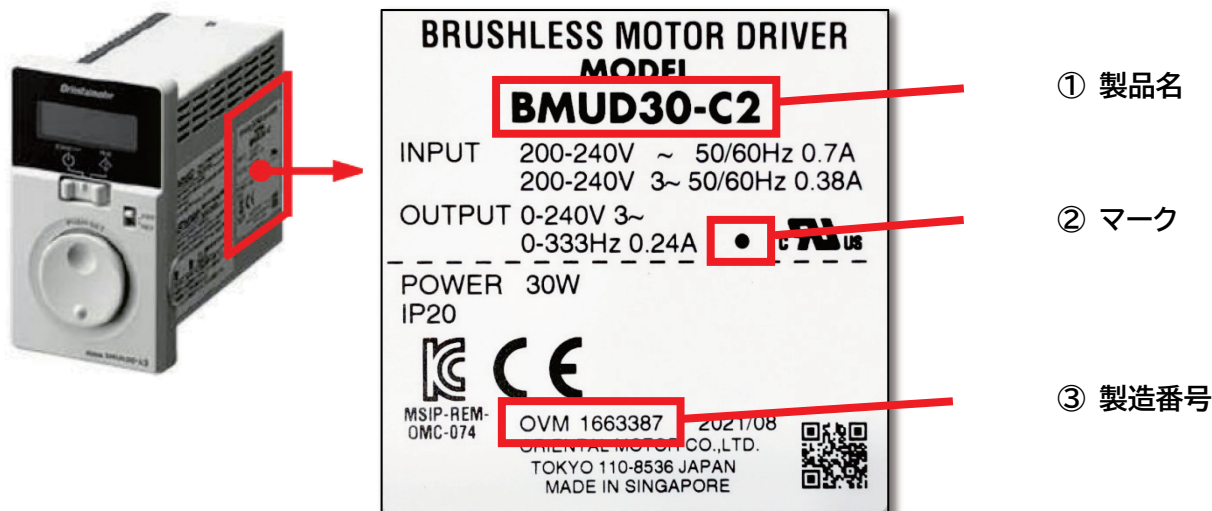 Orientalmotor
BRUSHLESS MOTOR DRIVER
MODEL
BMUD30-C2
INPUT 200-240V ~ 50/60Hz 0.7A
200-240V 3~ 50/60Hz 0.38A
OUTPUT 0-240V 3~
0-333Hz 0.24A ● c US
POWER 30W
IP20
CE
MSIP-REM-
OMC-074
OVM 1663387 2021/08
ORIENTAL MOTOR CO.,LTD.
TOKYO 110-8536 JAPAN
MADE IN SINGAPORE
① 製品名
② マーク
③ 製造番号